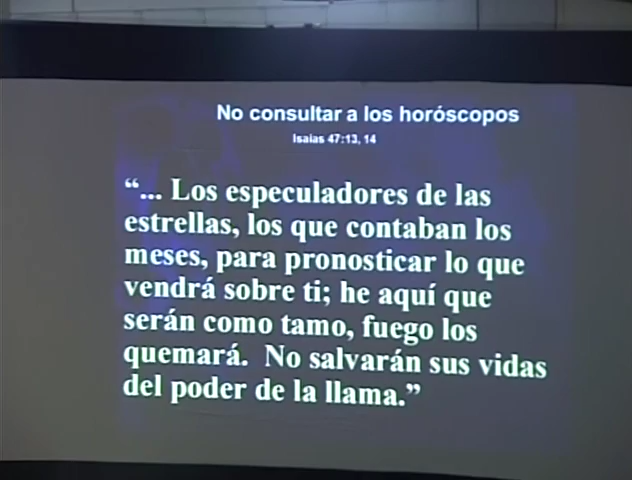 No consultar a los horóscopos
Isaías 47:13, 14
“... Los especuladores de las
estrellas, los que contaban los
meses, para pronosticar lo que
vendrá sobre ti; he aquí que
serán como tamo, fuego los
quemará. No salvarán sus vidas
del poder de la llama.”